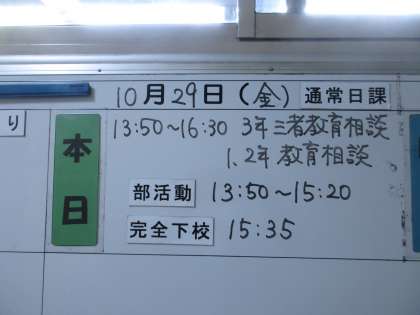 10月29日(金) 通常日課
り
本日
13:50~16:30 3年 三者教育相談
1、2年 教育相談
部活動 13:50~15:20
完全下校 15:35